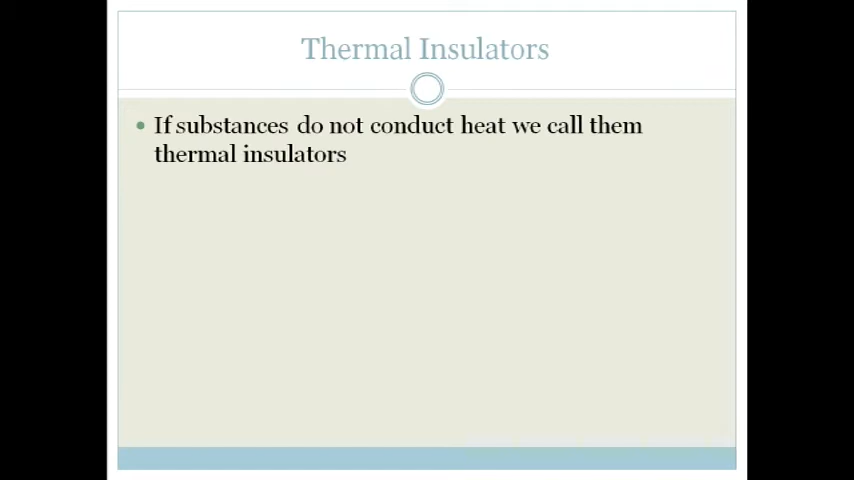 Thermal Insulators
If substances do not conduct heat we call them
thermal insulators